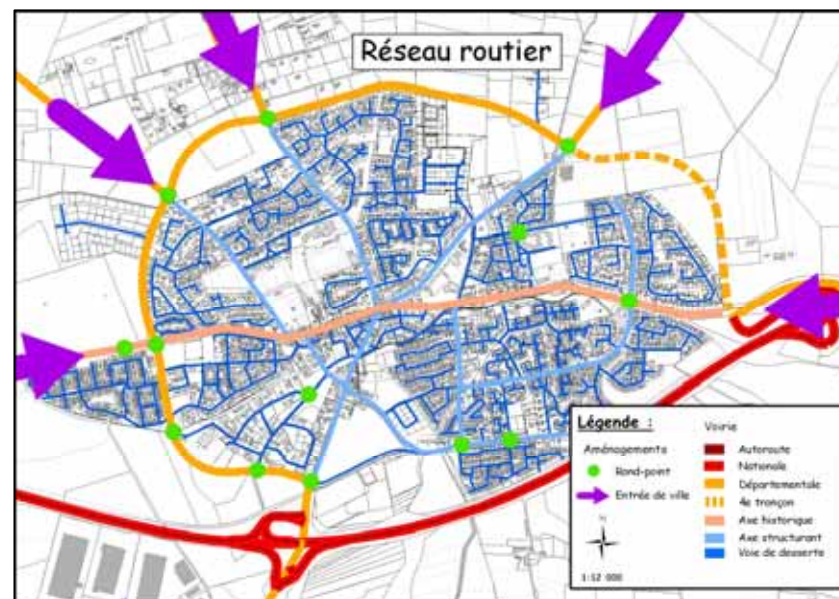 Réseau routier
Légende :
Aménagements
Rond-point
Entrée de ville
N
1:12 000
Voirie
Autoroute
Nationale
Départementale
4e tronçon
Axe historique
Axe structurant
Voie de desserte